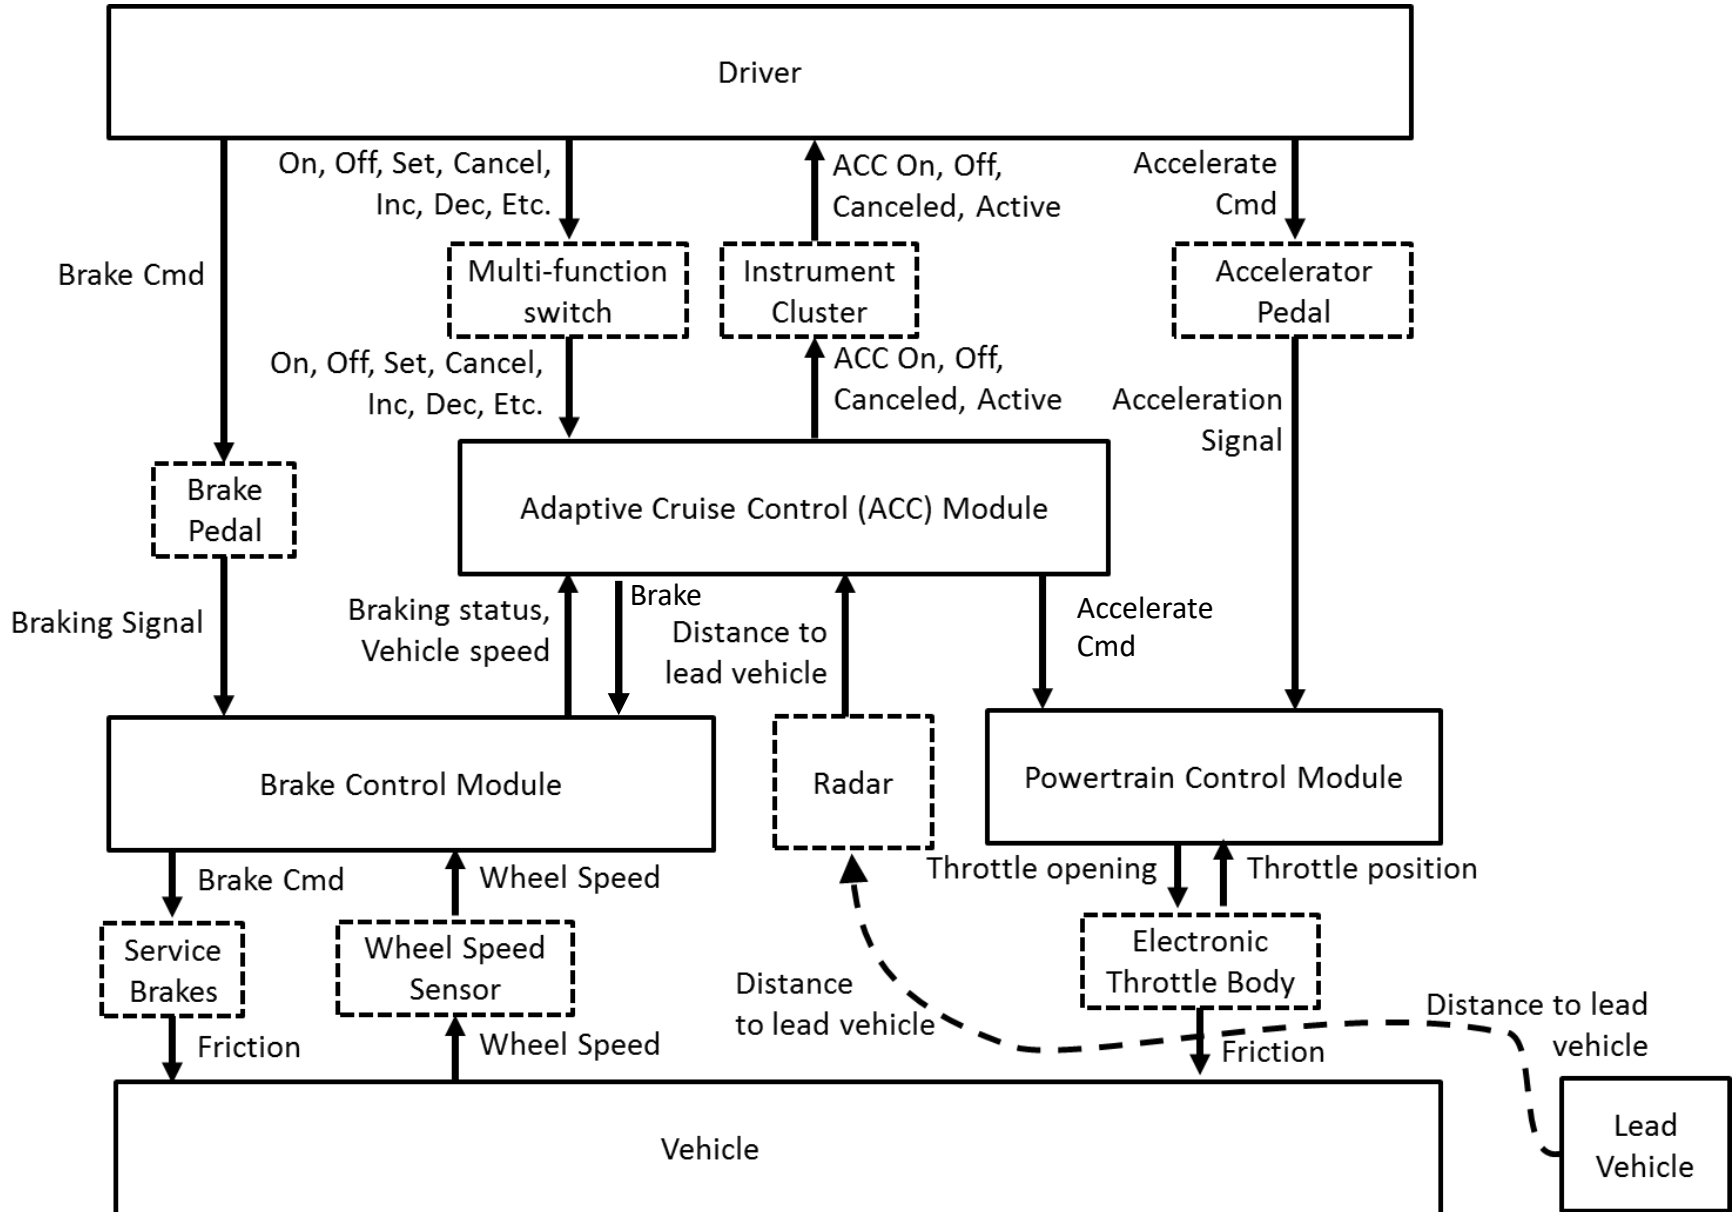 Driver
On, Off, Set, Cancel,
Inc, Dec, Etc.
ACC On, Off,
Canceled, Active
Accelerate
Cmd
Brake Cmd
Multi-function
switch
Instrument
Cluster
Accelerator
Pedal
On, Off, Set, Cancel,
Inc, Dec, Etc.
ACC On, Off,
Canceled, Active
Acceleration
Signal
Brake
Pedal
Adaptive Cruise Control (ACC) Module
Braking Signal
Braking status,
Vehicle speed
Brake
Distance to
lead vehicle
Accelerate
Cmd
Brake Control Module
Radar
Powertrain Control Module
Brake Cmd
Wheel Speed
Throttle opening
Throttle position
Service
Brakes
Wheel Speed
Sensor
Electronic
Throttle Body
Distance
to lead vehicle
Distance to lead
vehicle
Friction
Wheel Speed
Friction
Vehicle
Lead
Vehicle